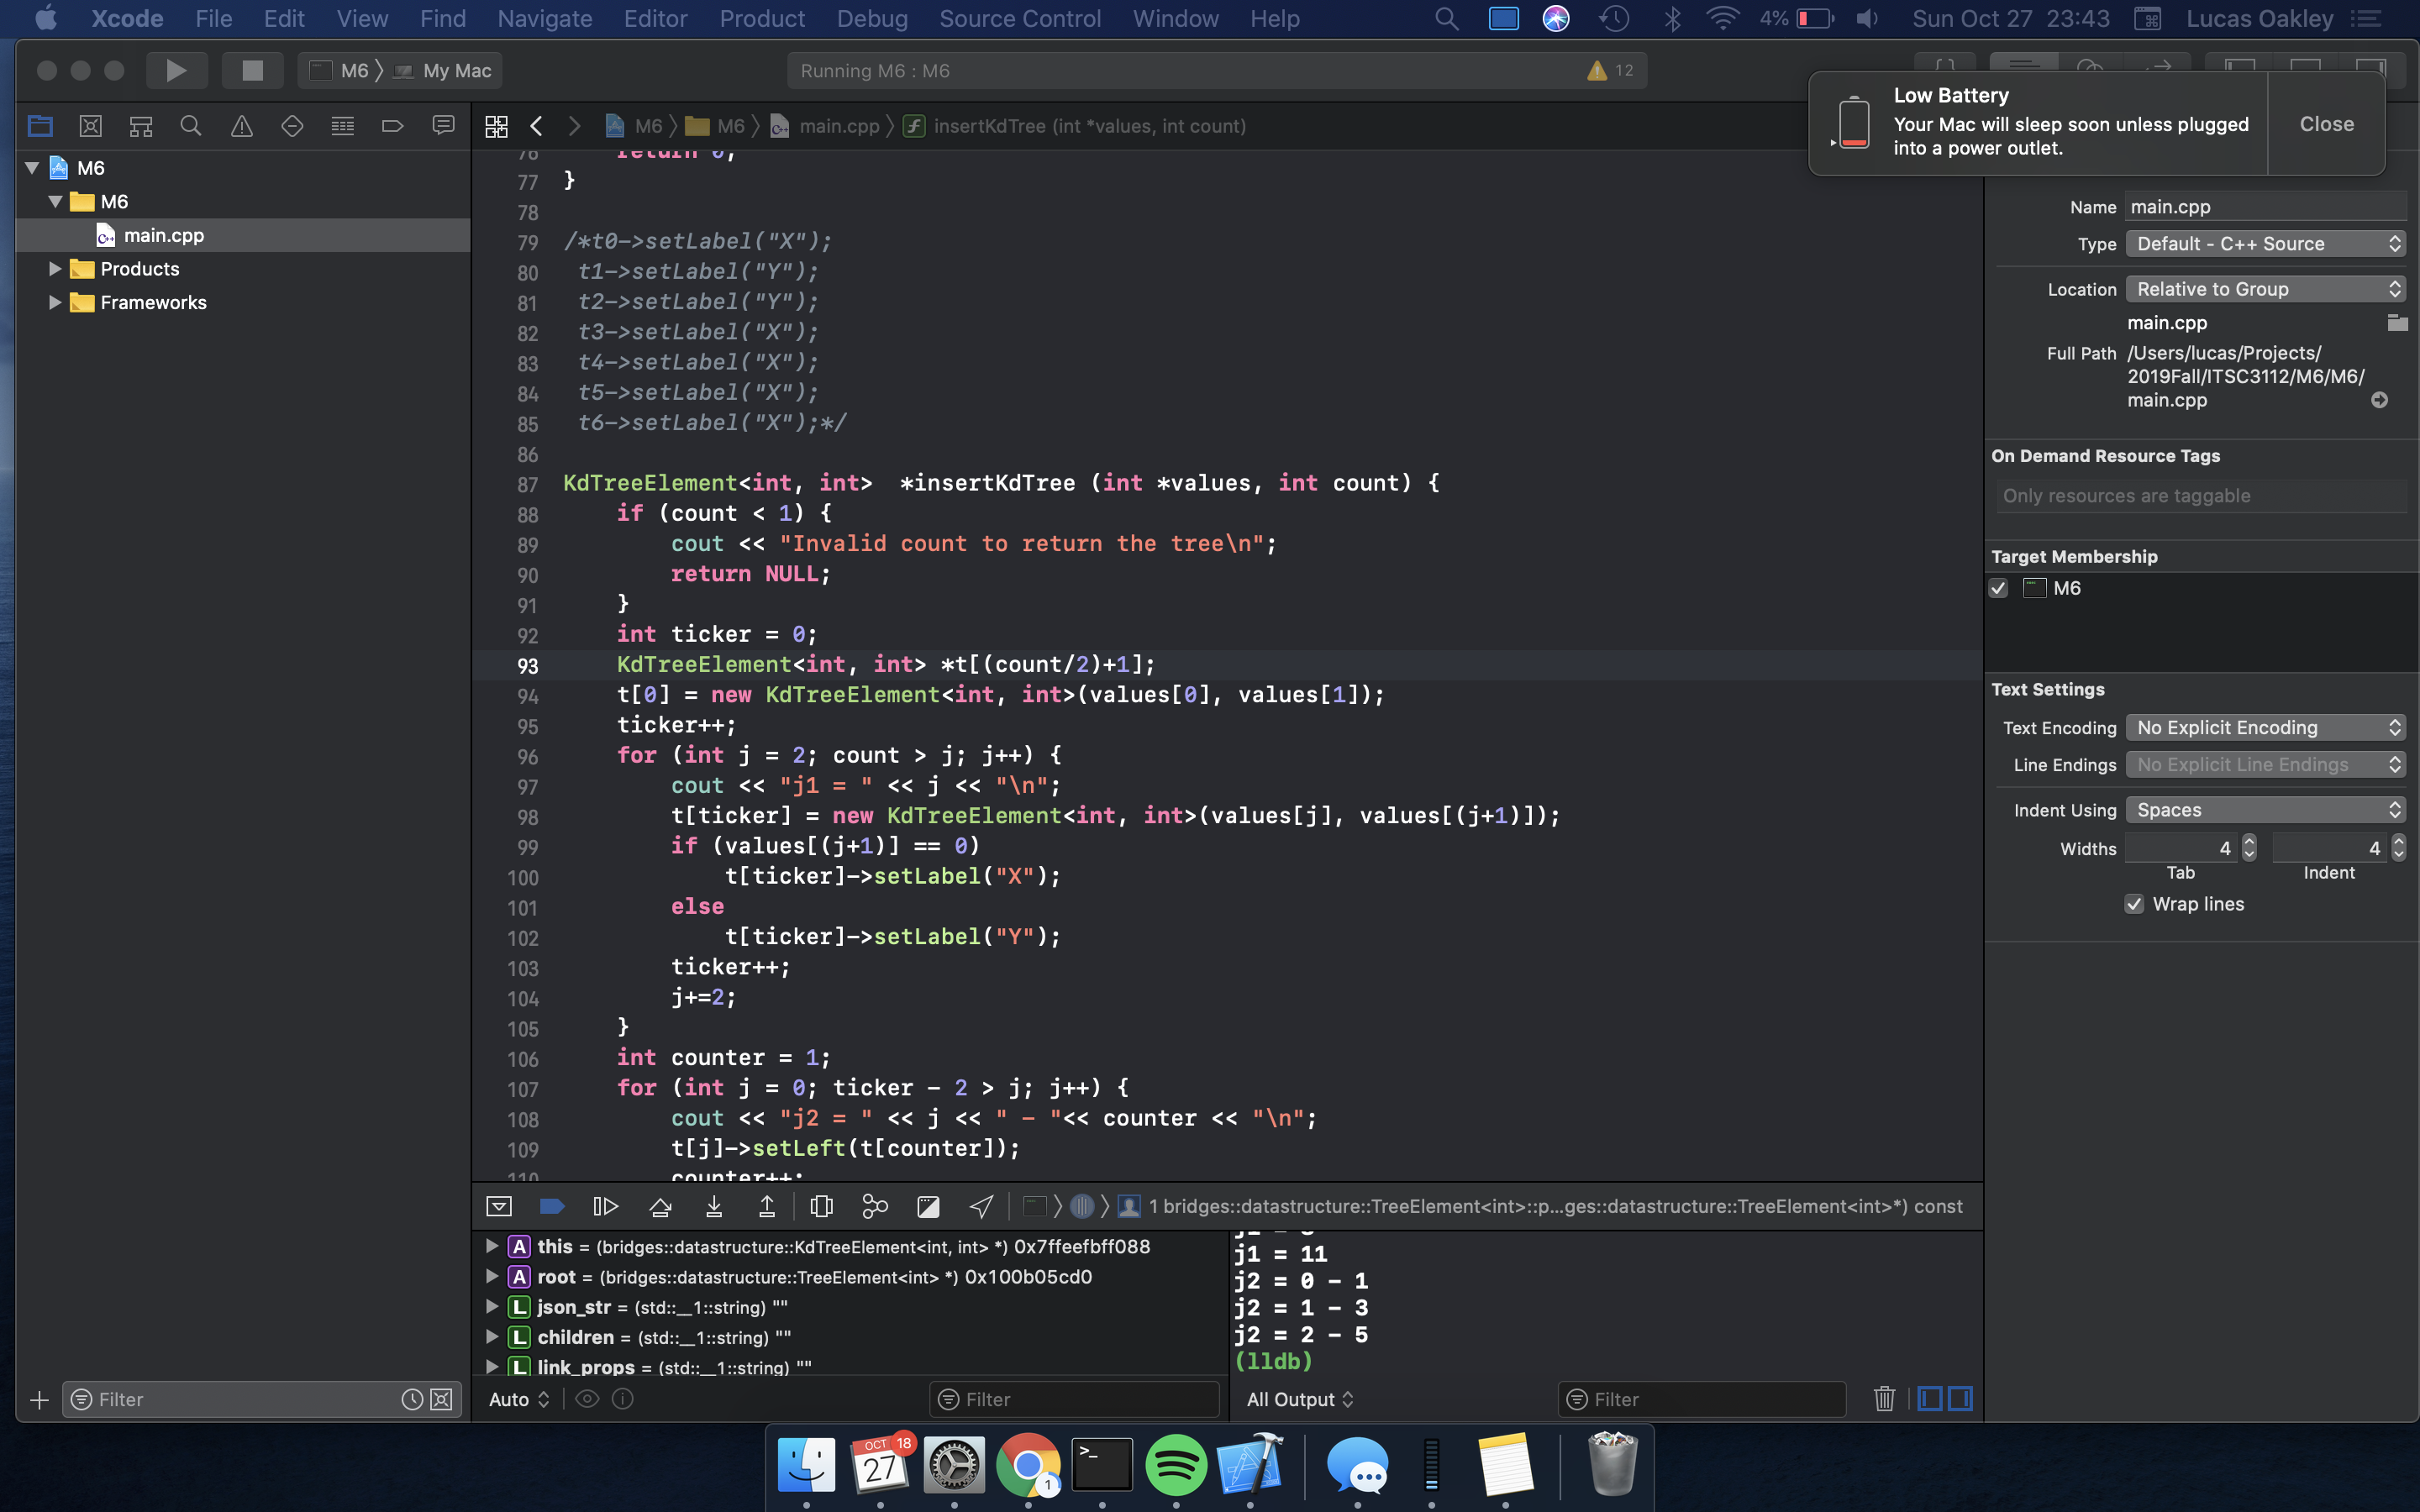 Xcode File Edit View Find Navigate Editor Product Debug Source Control Window Help 4% Sun Oct 27 23:43 Lucas Oakley
M6 My Mac
Running M6 : M6
12
Low Battery
Your Mac will sleep soon unless plugged
into a power outlet.
Close
M6
M6
main.cpp
Products
Frameworks
M6 M6 main.cpp insertKdTree (int *values, int count)
76 return 0;
77 }
78
79 /*t0->setLabel("X");
80 t1->setLabel("Y");
81 t2->setLabel("Y");
82 t3->setLabel("X");
83 t4->setLabel("X");
84 t5->setLabel("X");
85 t6->setLabel("X");*/
86
87 KdTreeElement<int, int>  *insertKdTree (int *values, int count) {
88 if (count < 1) {
89 cout << "Invalid count to return the tree\n";
90 return NULL;
91 }
92 int ticker = 0;
93 KdTreeElement<int, int> *t[(count/2)+1];
94 t[0] = new KdTreeElement<int, int>(values[0], values[1]);
95 ticker++;
96 for (int j = 2; count > j; j++) {
97 cout << "j1 = " << j << "\n";
98 t[ticker] = new KdTreeElement<int, int>(values[j], values[(j+1)]);
99 if (values[(j+1)] == 0)
100 t[ticker]->setLabel("X");
101 else
102 t[ticker]->setLabel("Y");
103 ticker++;
104 j+=2;
105 }
106 int counter = 1;
107 for (int j = 0; ticker - 2 > j; j++) {
108 cout << "j2 = " << j << " - "<< counter << "\n";
109 t[j]->setLeft(t[counter]);
110 counter++;
Name main.cpp
Type Default - C++ Source
Location Relative to Group
main.cpp
Full Path /Users/lucas/Projects/
2019Fall/ITSC3112/M6/M6/
main.cpp
On Demand Resource Tags
Only resources are taggable
Target Membership
M6
Text Settings
Text Encoding No Explicit Encoding
Line Endings No Explicit Line Endings
Indent Using Spaces
Widths 4 4
Tab Indent
Wrap lines
1 bridges::datastructure::TreeElement<int>::p...ges::datastructure::TreeElement<int>*) const
A this = (bridges::datastructure::KdTreeElement<int, int> *) 0x7ffeefbff088
A root = (bridges::datastructure::TreeElement<int> *) 0x100b05cd0
L json_str = (std::__1::string) ""
L children = (std::__1::string) ""
L link_props = (std::__1::string) ""
j1 = 11
j2 = 0 - 1
j2 = 1 - 3
j2 = 2 - 5
(lldb)
Filter
Auto
Filter
All Output
Filter
OCT
27
18
1
>_